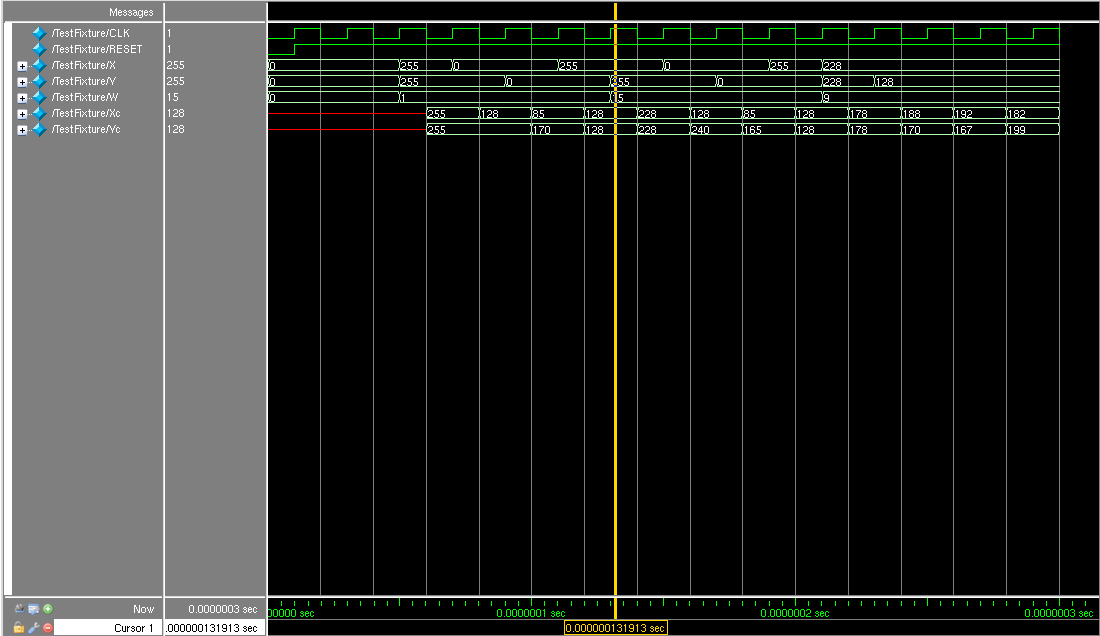 Messages
/TestFixture/CLK 1
/TestFixture/RESET 1
/TestFixture/X 255 0 255 0 255 0 255 228
/TestFixture/Y 255 0 255 0 255 0 228 128
/TestFixture/W 15 0 1 15 9
/TestFixture/Xc 128 255 128 85 128 228 128 85 128 178 188 192 182
/TestFixture/Yc 128 255 170 128 228 240 165 128 178 170 167 199
Now 0.0000003 sec 00000 sec 0.0000001 sec 0.0000002 sec 0.0000003 sec
Cursor 1 .000000131913 sec 0.000000131913 sec